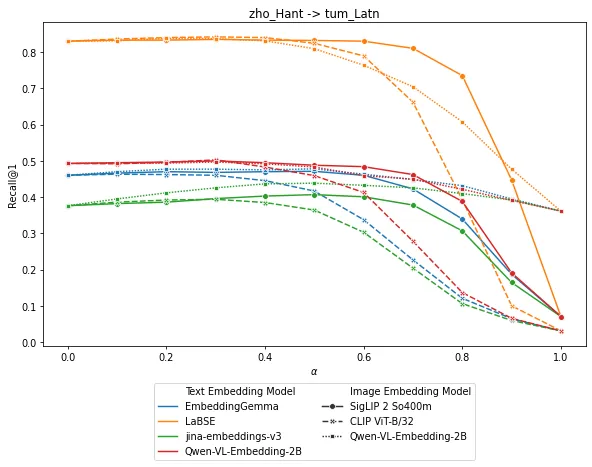 zho_Hant -> tum_Latn
Recall@1
0.8
0.7
0.6
0.5
0.4
0.3
0.2
0.1
0.0
0.0 0.2 0.4 0.6 0.8 1.0
α
Text Embedding Model
EmbeddingGemma
LaBSE
jina-embeddings-v3
Qwen-VL-Embedding-2B
Image Embedding Model
SigLIP 2 So400m
CLIP ViT-B/32
Qwen-VL-Embedding-2B